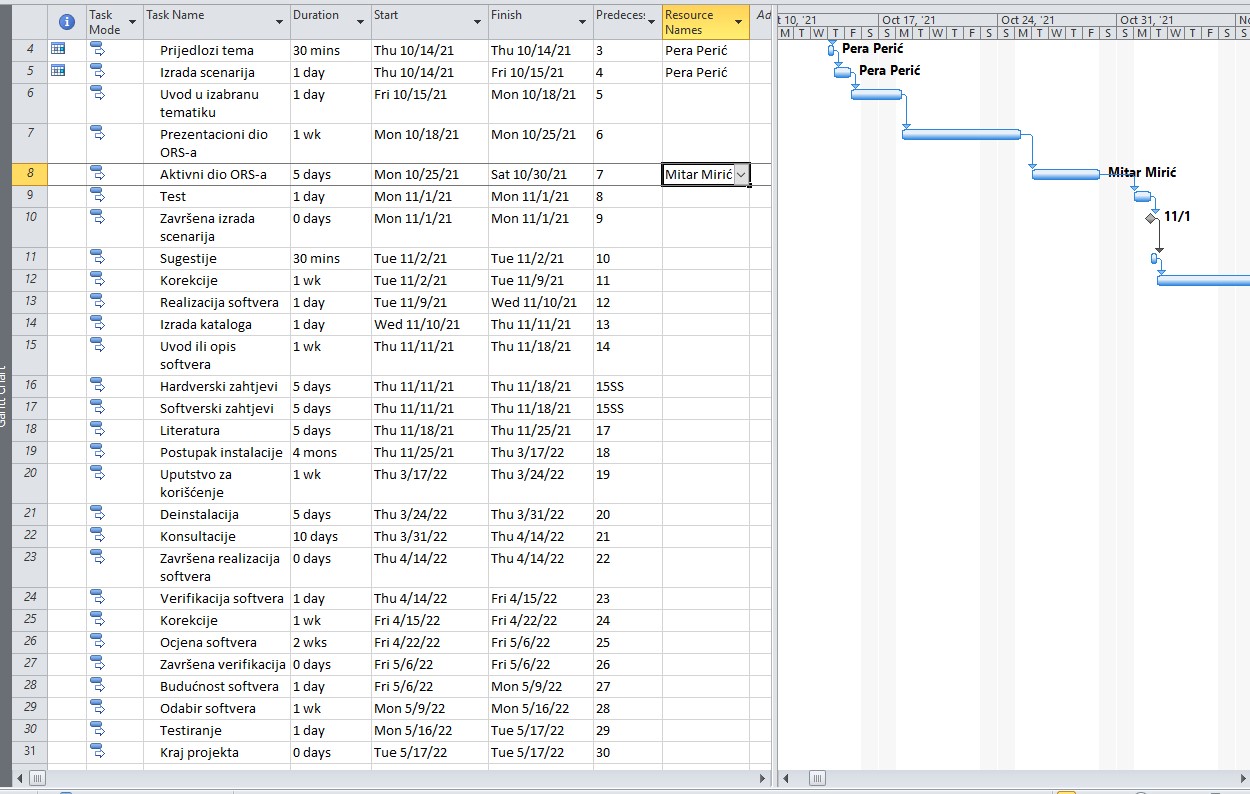 Task Mode Task Name Duration Start Finish Predecess Resource Names Ad
t 10, '21 Oct 17, '21 Oct 24, '21 Oct 31, '21 No
M T W T F S S M T W T F S S M T W T F S S M T W T F S S
4 Prijedlozi tema 30 mins Thu 10/14/21 Thu 10/14/21 3 Pera Perić Pera Perić
5 Izrada scenarija 1 day Thu 10/14/21 Fri 10/15/21 4 Pera Perić Pera Perić
6 Uvod u izabranu 1 day Fri 10/15/21 Mon 10/18/21 5
tematiku
7 Prezentacioni dio 1 wk Mon 10/18/21 Mon 10/25/21 6
ORS-a
8 Aktivni dio ORS-a 5 days Mon 10/25/21 Sat 10/30/21 7 Mitar Mirić Mitar Mirić
9 Test 1 day Mon 11/1/21 Mon 11/1/21 8
10 Završena izrada 0 days Mon 11/1/21 Mon 11/1/21 9 11/1
scenarija
11 Sugestije 30 mins Tue 11/2/21 Tue 11/2/21 10
12 Korekcije 1 wk Tue 11/2/21 Tue 11/9/21 11
13 Realizacija softvera 1 day Tue 11/9/21 Wed 11/10/21 12
14 Izrada kataloga 1 day Wed 11/10/21 Thu 11/11/21 13
15 Uvod ili opis 1 wk Thu 11/11/21 Thu 11/18/21 14
softvera
16 Hardverski zahtjevi 5 days Thu 11/11/21 Thu 11/18/21 15SS
17 Softverski zahtjevi 5 days Thu 11/11/21 Thu 11/18/21 15SS
18 Literatura 5 days Thu 11/18/21 Thu 11/25/21 17
19 Postupak instalacije 4 mons Thu 11/25/21 Thu 3/17/22 18
20 Uputstvo za 1 wk Thu 3/17/22 Thu 3/24/22 19
korišćenje
21 Deinstalacija 5 days Thu 3/24/22 Thu 3/31/22 20
22 Konsultacije 10 days Thu 3/31/22 Thu 4/14/22 21
23 Završena realizacija 0 days Thu 4/14/22 Thu 4/14/22 22
softvera
24 Verifikacija softvera 1 day Thu 4/14/22 Fri 4/15/22 23
25 Korekcije 1 wk Fri 4/15/22 Fri 4/22/22 24
26 Ocjena softvera 2 wks Fri 4/22/22 Fri 5/6/22 25
27 Završena verifikacija 0 days Fri 5/6/22 Fri 5/6/22 26
28 Budućnost softvera 1 day Fri 5/6/22 Mon 5/9/22 27
29 Odabir softvera 1 wk Mon 5/9/22 Mon 5/16/22 28
30 Testiranje 1 day Mon 5/16/22 Tue 5/17/22 29
31 Kraj projekta 0 days Tue 5/17/22 Tue 5/17/22 30
Gantt Chart